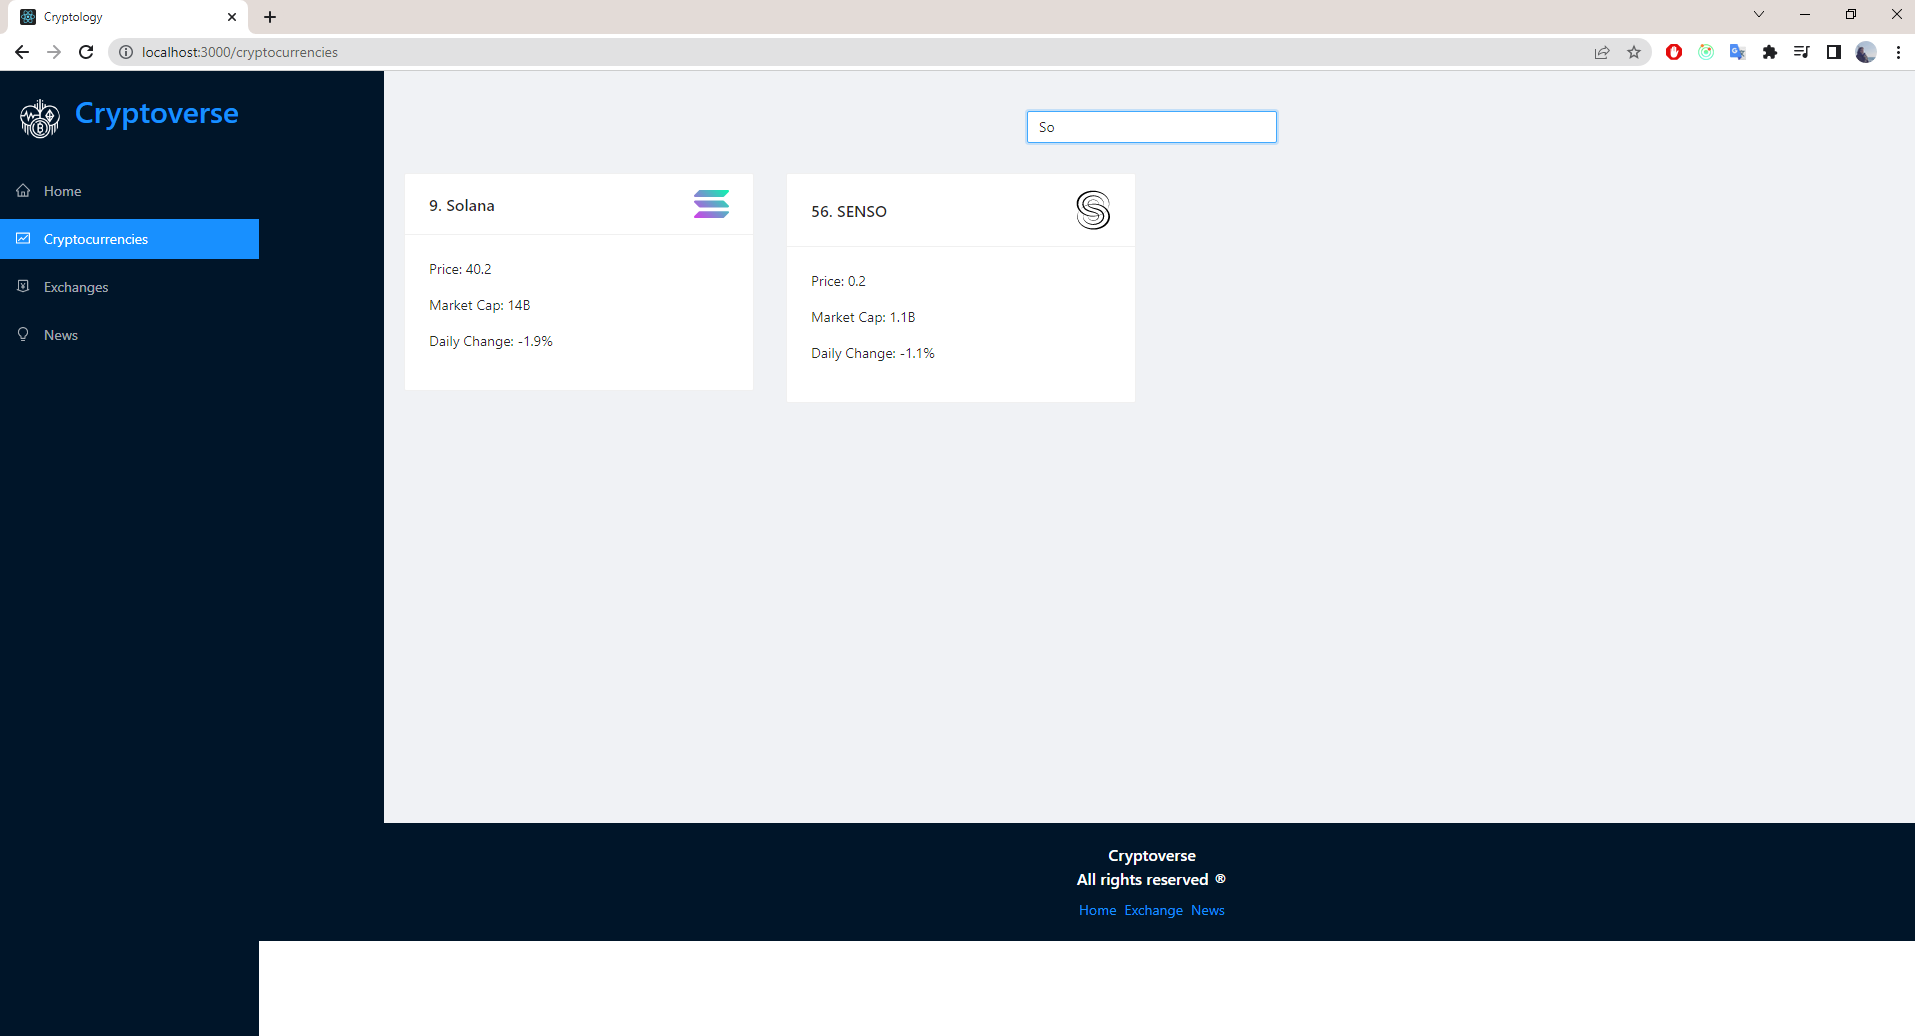 Cryptology
localhost:3000/cryptocurrencies
Cryptoverse
Home
Cryptocurrencies
Exchanges
News
So
9. Solana
Price: 40.2
Market Cap: 14B
Daily Change: -1.9%
56. SENSO
Price: 0.2
Market Cap: 1.1B
Daily Change: -1.1%
Cryptoverse
All rights reserved ®
Home Exchange News